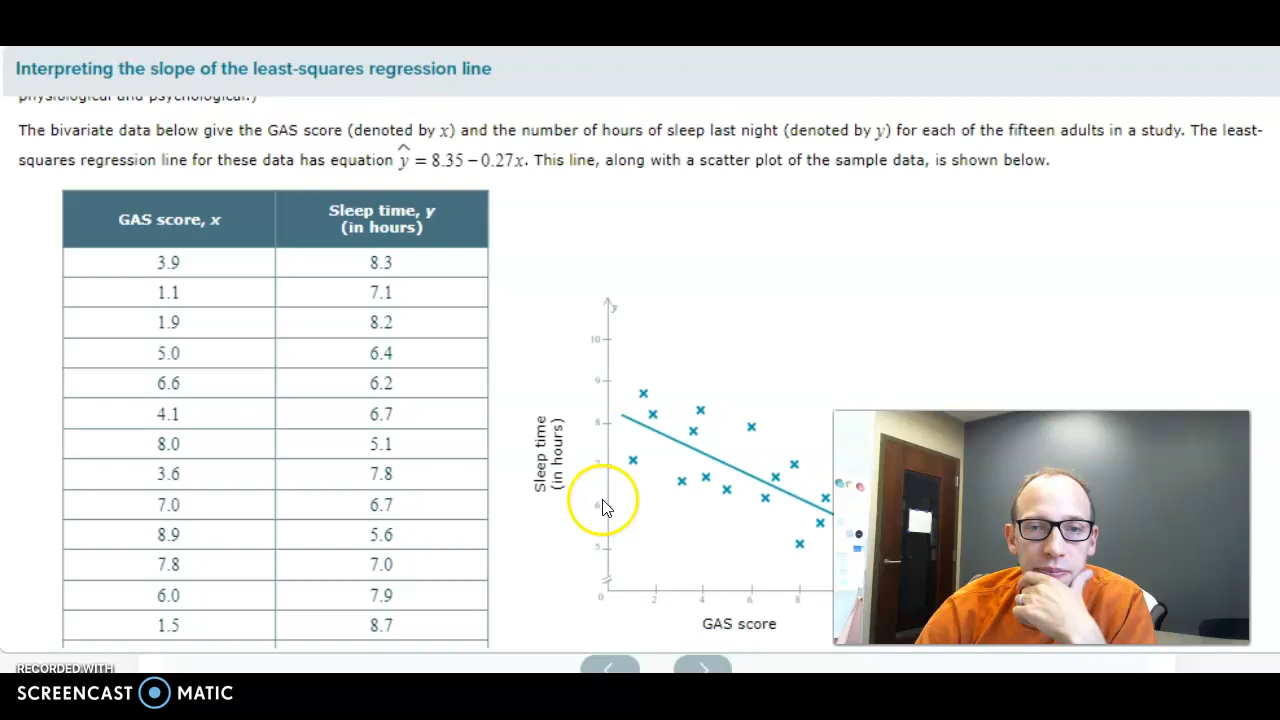 Interpreting the slope of the least-squares regression line
physiological and psychological.)
The bivariate data below give the GAS score (denoted by x) and the number of hours of sleep last night (denoted by y) for each of the fifteen adults in a study. The least-
squares regression line for these data has equation ŷ = 8.35 − 0.27x. This line, along with a scatter plot of the sample data, is shown below.
GAS score, x
Sleep time, y
(in hours)
3.9 8.3
1.1 7.1
1.9 8.2
5.0 6.4
6.6 6.2
4.1 6.7
8.0 5.1
3.6 7.8
7.0 6.7
8.9 5.6
7.8 7.0
6.0 7.9
1.5 8.7
y
10
9
8
7
6
5
0 2 4 6 8
Sleep time
(in hours)
GAS score
RECORDED WITH
SCREENCAST MATIC